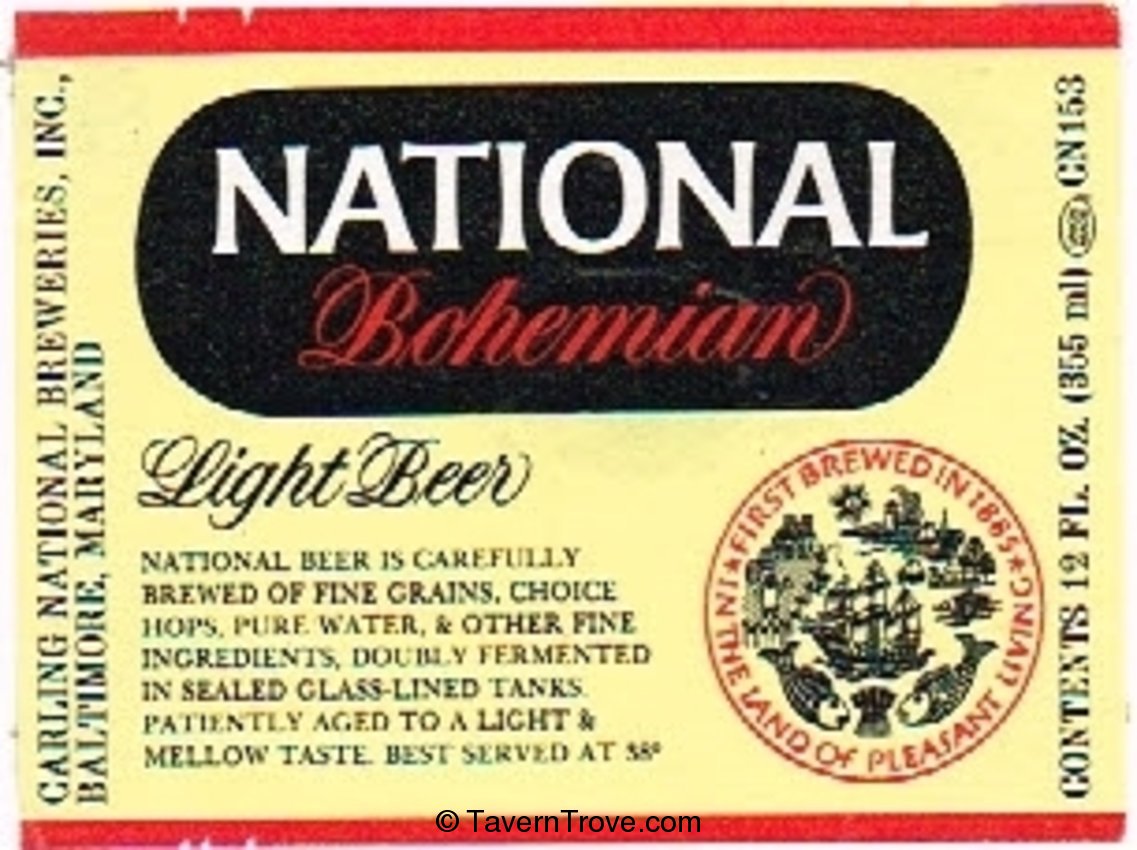 NATIONAL
Bohemian
Light Beer
NATIONAL BEER IS CAREFULLY
BREWED OF FINE GRAINS, CHOICE
HOPS, PURE WATER, & OTHER FINE
INGREDIENTS, DOUBLY FERMENTED
IN SEALED GLASS-LINED TANKS.
PATIENTLY AGED TO A LIGHT &
MELLOW TASTE. BEST SERVED AT 38º
★FIRST BREWED IN 1885★
IN THE LAND OF PLEASANT LIVING
CARLING NATIONAL BREWERIES, INC.,
BALTIMORE, MARYLAND
CONTENTS 12 FL. OZ. (355 ml) CN153
© TavernTrove.com